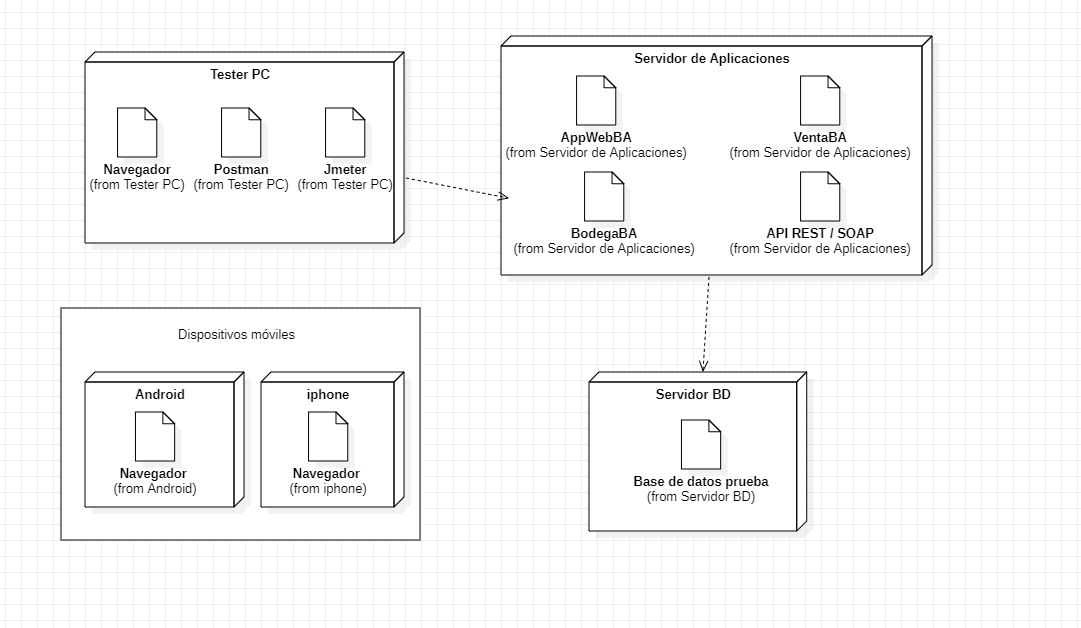 Tester PC
Navegador
(from Tester PC)
Postman
(from Tester PC)
Jmeter
(from Tester PC)
Servidor de Aplicaciones
AppWebBA
(from Servidor de Aplicaciones)
VentaBA
(from Servidor de Aplicaciones)
BodegaBA
(from Servidor de Aplicaciones)
API REST / SOAP
(from Servidor de Aplicaciones)
Dispositivos móviles
Android
Navegador
(from Android)
iphone
Navegador
(from iphone)
Servidor BD
Base de datos prueba
(from Servidor BD)